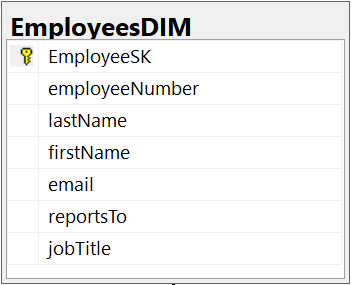 EmployeesDIM
EmployeeSK
employeeNumber
lastName
firstName
email
reportsTo
jobTitle